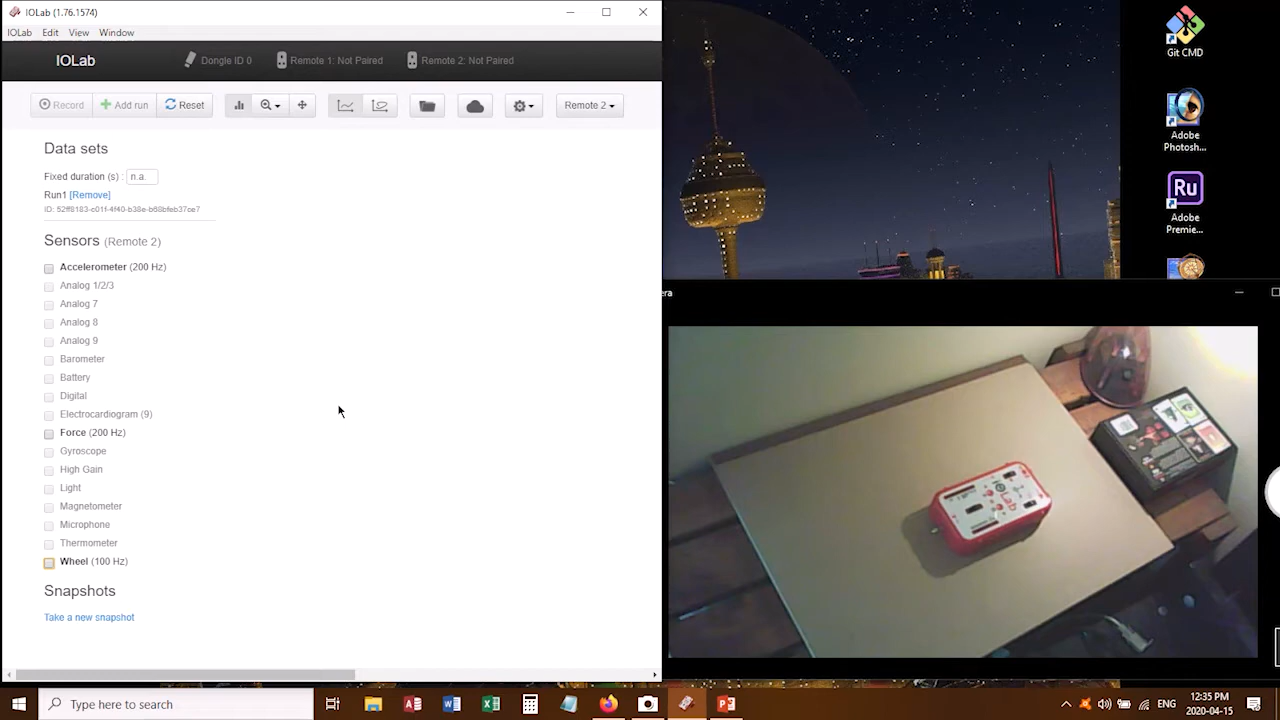 IOLab (1.76.1574)
IOLab Edit View Window
IOLab Dongle ID 0 Remote 1: Not Paired Remote 2: Not Paired
Record Add run Reset Remote 2
Data sets
Fixed duration (s) : n.a.
Run1 [Remove]
ID: 52ff8183-c01f-4f40-b38e-b68bfeb37ce7
Sensors (Remote 2)
Accelerometer (200 Hz)
Analog 1/2/3
Analog 7
Analog 8
Analog 9
Barometer
Battery
Digital
Electrocardiogram (9)
Force (200 Hz)
Gyroscope
High Gain
Light
Magnetometer
Microphone
Thermometer
Wheel (100 Hz)
Snapshots
Take a new snapshot
Git CMD
Adobe
Photosh...
Ru
Adobe
Premie...
era
Type here to search
ENG
12:35 PM
2020-04-15